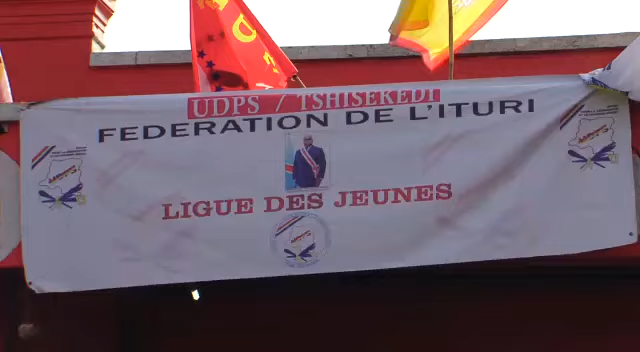 UDPS / TSHISEKEDI
FEDERATION DE L'ITURI
LIGUE DES JEUNES